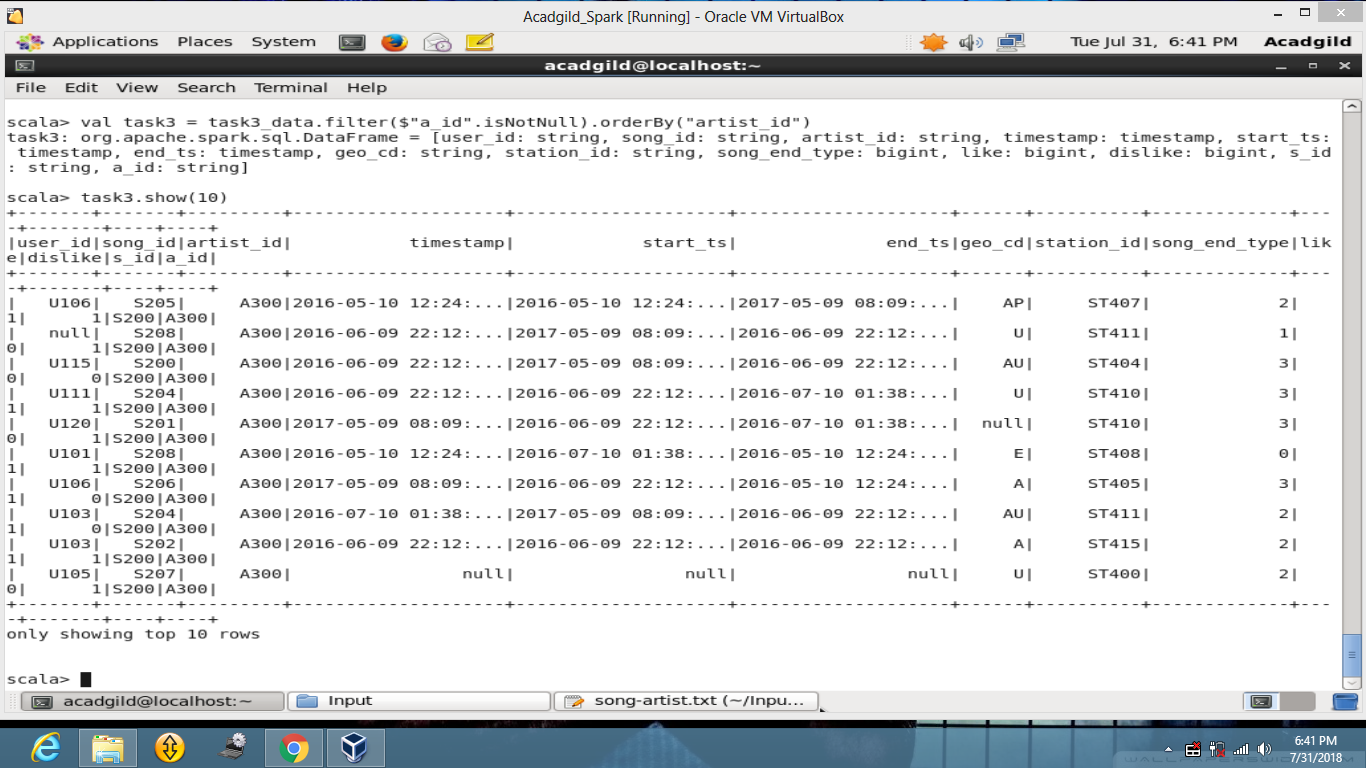 Acadgild_Spark [Running] - Oracle VM VirtualBox
Applications Places System Tue Jul 31, 6:41 PM Acadgild
acadgild@localhost:~
File Edit View Search Terminal Help
scala> val task3 = task3_data.filter($"a_id".isNotNull).orderBy("artist_id")
task3: org.apache.spark.sql.DataFrame = [user_id: string, song_id: string, artist_id: string, timestamp: timestamp, start_ts:
 timestamp, end_ts: timestamp, geo_cd: string, station_id: string, song_end_type: bigint, like: bigint, dislike: bigint, s_id
: string, a_id: string]
scala> task3.show(10)
+-------+-------+---------+--------------------+--------------------+--------------------+------+----------+-------------+---
-+-------+----+----+
|user_id|song_id|artist_id|           timestamp|            start_ts|              end_ts|geo_cd|station_id|song_end_type|lik
e|dislike|s_id|a_id|
+-------+-------+---------+--------------------+--------------------+--------------------+------+----------+-------------+---
-+-------+----+----+
|   U106|   S205|     A300|2016-05-10 12:24:...|2016-05-10 12:24:...|2017-05-09 08:09:...|    AP|     ST407|            2|
1|      1|S200|A300|
|   null|   S208|     A300|2016-06-09 22:12:...|2017-05-09 08:09:...|2016-06-09 22:12:...|     U|     ST411|            1|
0|      1|S200|A300|
|   U115|   S200|     A300|2016-06-09 22:12:...|2017-05-09 08:09:...|2016-06-09 22:12:...|    AU|     ST404|            3|
0|      0|S200|A300|
|   U111|   S204|     A300|2016-06-09 22:12:...|2016-06-09 22:12:...|2016-07-10 01:38:...|     U|     ST410|            3|
1|      1|S200|A300|
|   U120|   S201|     A300|2017-05-09 08:09:...|2016-06-09 22:12:...|2016-07-10 01:38:...|  null|     ST410|            3|
0|      1|S200|A300|
|   U101|   S208|     A300|2016-05-10 12:24:...|2016-07-10 01:38:...|2016-05-10 12:24:...|     E|     ST408|            0|
1|      1|S200|A300|
|   U106|   S206|     A300|2017-05-09 08:09:...|2016-06-09 22:12:...|2016-05-10 12:24:...|     A|     ST405|            3|
1|      0|S200|A300|
|   U103|   S204|     A300|2016-07-10 01:38:...|2017-05-09 08:09:...|2016-06-09 22:12:...|    AU|     ST411|            2|
1|      0|S200|A300|
|   U103|   S202|     A300|2016-06-09 22:12:...|2016-06-09 22:12:...|2016-06-09 22:12:...|     A|     ST415|            2|
1|      1|S200|A300|
|   U105|   S207|     A300|                null|                null|                null|     U|     ST400|            2|
0|      1|S200|A300|
+-------+-------+---------+--------------------+--------------------+--------------------+------+----------+-------------+---
-+-------+----+----+
only showing top 10 rows
scala>
acadgild@localhost:~ Input song-artist.txt (~/Inpu...
6:41 PM
7/31/2018